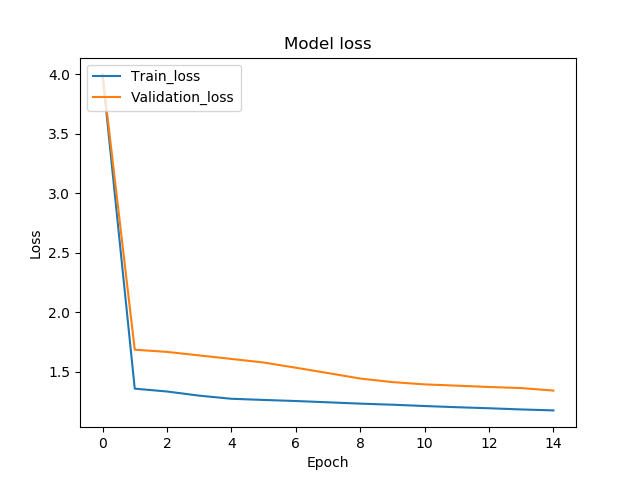 Model loss
Train_loss
Validation_loss
4.0
3.5
3.0
2.5
2.0
1.5
Loss
0 2 4 6 8 10 12 14
Epoch